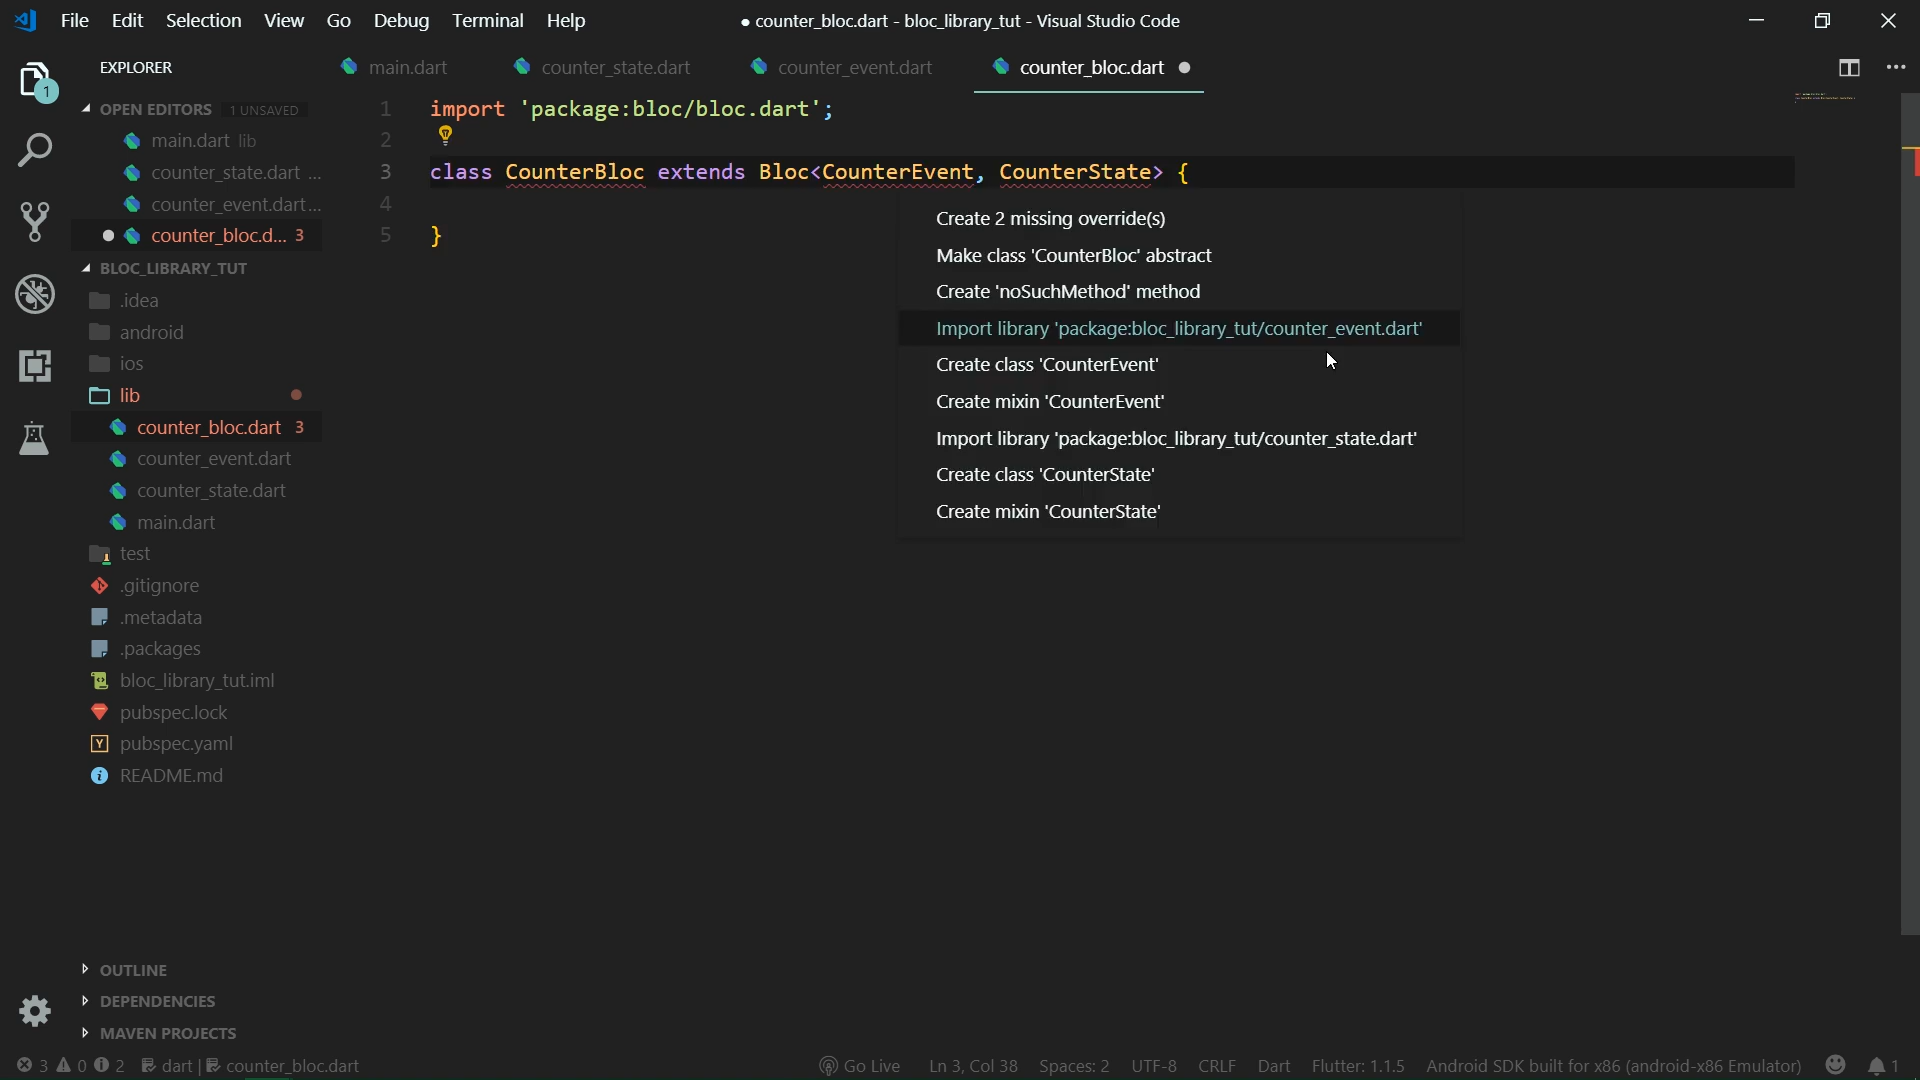 File Edit Selection View Go Debug Terminal Help
● counter_bloc.dart - bloc_library_tut - Visual Studio Code
EXPLORER
main.dart
counter_state.dart
counter_event.dart
counter_bloc.dart
1
OPEN EDITORS 1 UNSAVED
main.dart lib
counter_state.dart ...
counter_event.dart...
counter_bloc.d... 3
BLOC_LIBRARY_TUT
.idea
android
ios
lib
counter_bloc.dart 3
counter_event.dart
counter_state.dart
main.dart
test
.gitignore
.metadata
.packages
bloc_library_tut.iml
pubspec.lock
pubspec.yaml
README.md
OUTLINE
DEPENDENCIES
MAVEN PROJECTS
1 import 'package:bloc/bloc.dart';
2
3 class CounterBloc extends Bloc<CounterEvent, CounterState> {
4
5 }
Create 2 missing override(s)
Make class 'CounterBloc' abstract
Create 'noSuchMethod' method
Import library 'package:bloc_library_tut/counter_event.dart'
Create class 'CounterEvent'
Create mixin 'CounterEvent'
Import library 'package:bloc_library_tut/counter_state.dart'
Create class 'CounterState'
Create mixin 'CounterState'
3 0 2 dart | counter_bloc.dart
Go Live Ln 3, Col 38 Spaces: 2 UTF-8 CRLF Dart Flutter: 1.1.5 Android SDK built for x86 (android-x86 Emulator) 1